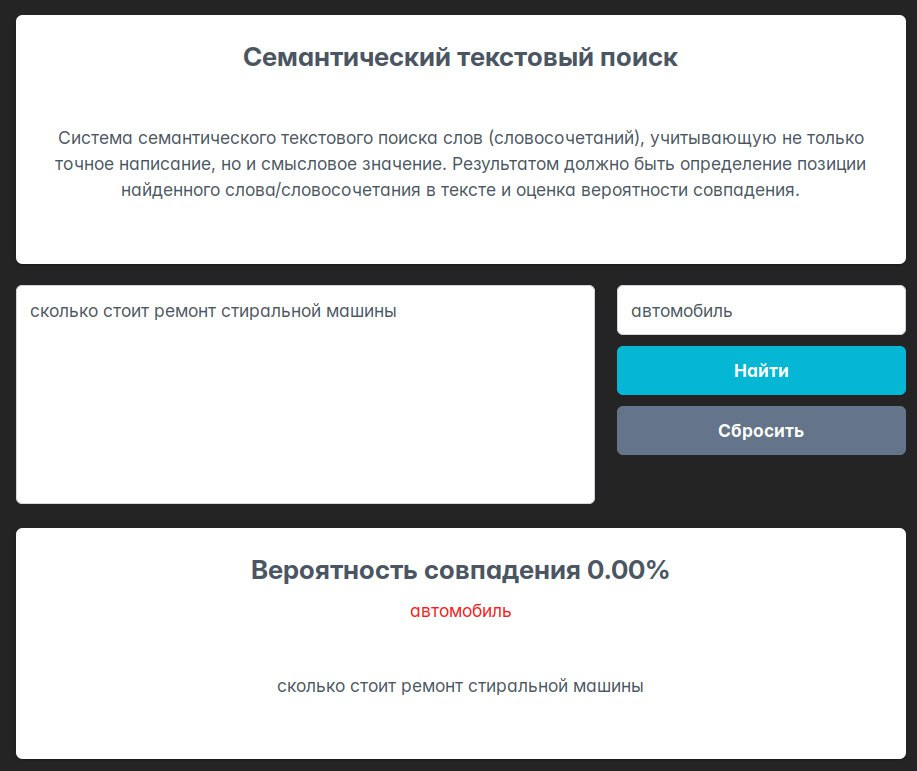 Семантический текстовый поиск
Система семантического текстового поиска слов (словосочетаний), учитывающую не только
точное написание, но и смысловое значение. Результатом должно быть определение позиции
найденного слова/словосочетания в тексте и оценка вероятности совпадения.
сколько стоит ремонт стиральной машины
автомобиль
Найти
Сбросить
Вероятность совпадения 0.00%
автомобиль
сколько стоит ремонт стиральной машины